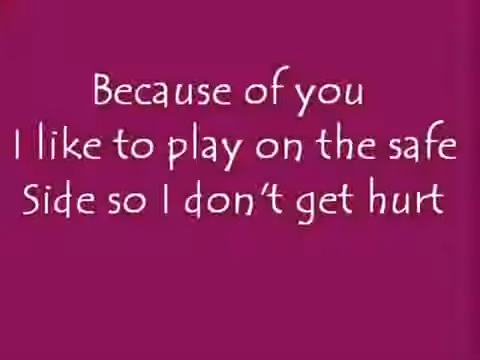 Because of you
I like to play on the safe
Side so I don't get hurt